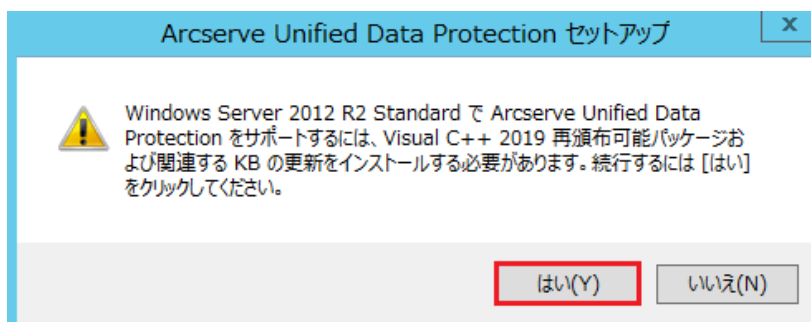 Arcserve Unified Data Protection セットアップ
x
Windows Server 2012 R2 Standard で Arcserve Unified Data
Protection をサポートするには、Visual C++ 2019 再頒布可能パッケージお
よび関連する KB の更新をインストールする必要があります。続行するには [はい]
をクリックしてください。
はい(Y)
いいえ(N)